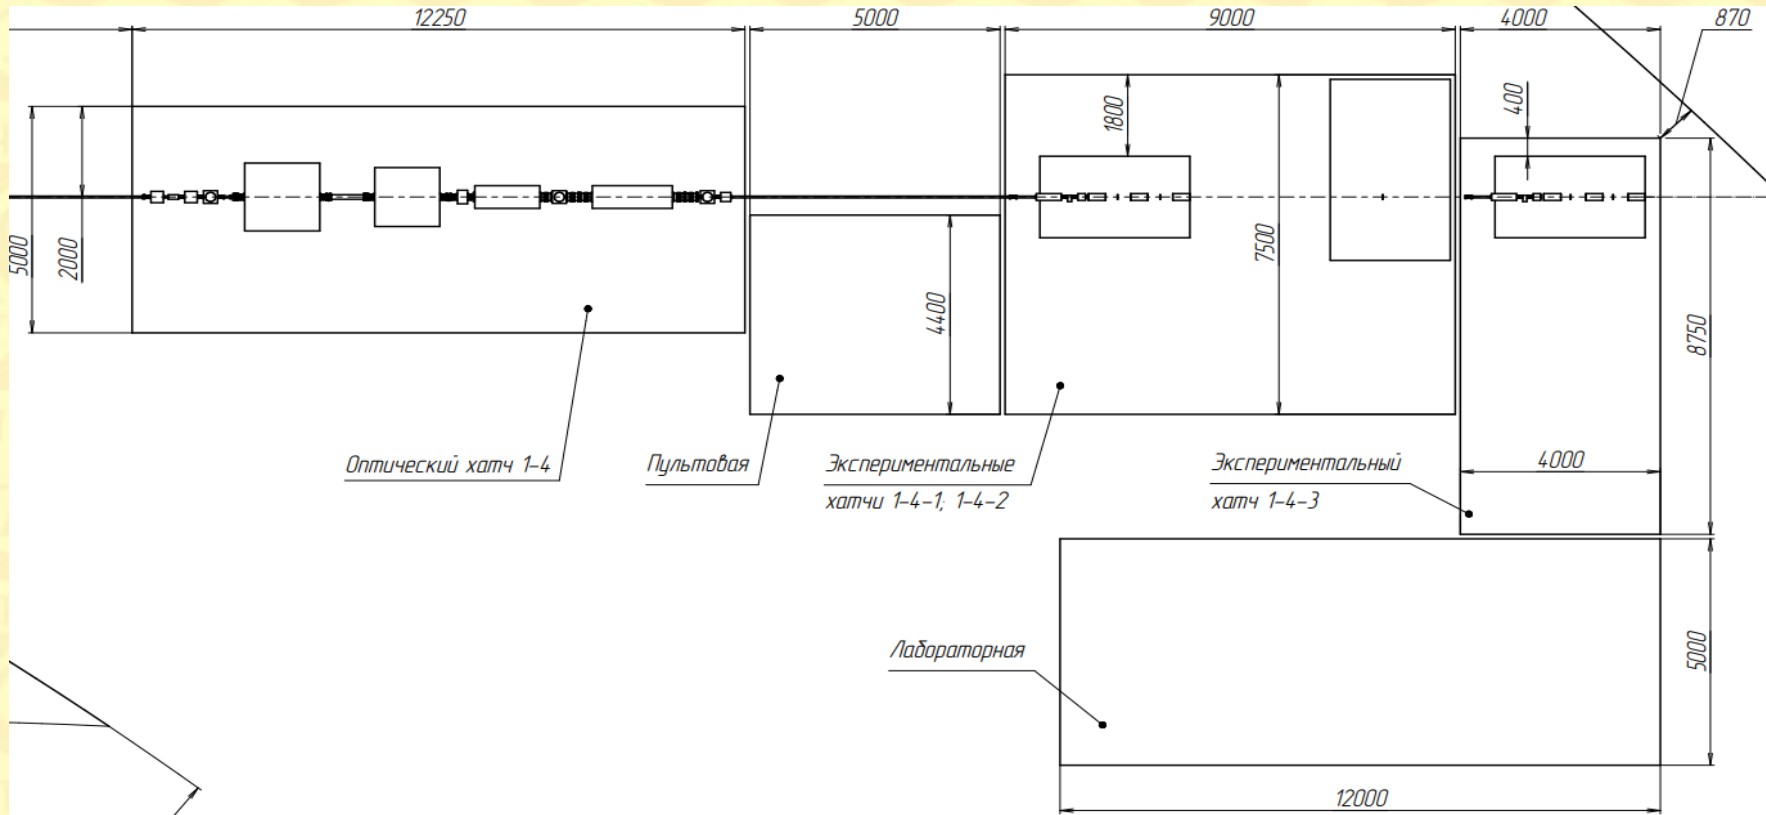 12250
5000
9000
4000
870
400
1800
5000
2000
7500
4400
8750
Оптический хатч 1-4
Пультовая
Экспериментальные
хатчи 1-4-1; 1-4-2
Экспериментальный
хатч 1-4-3
4000
Лабораторная
5000
12000